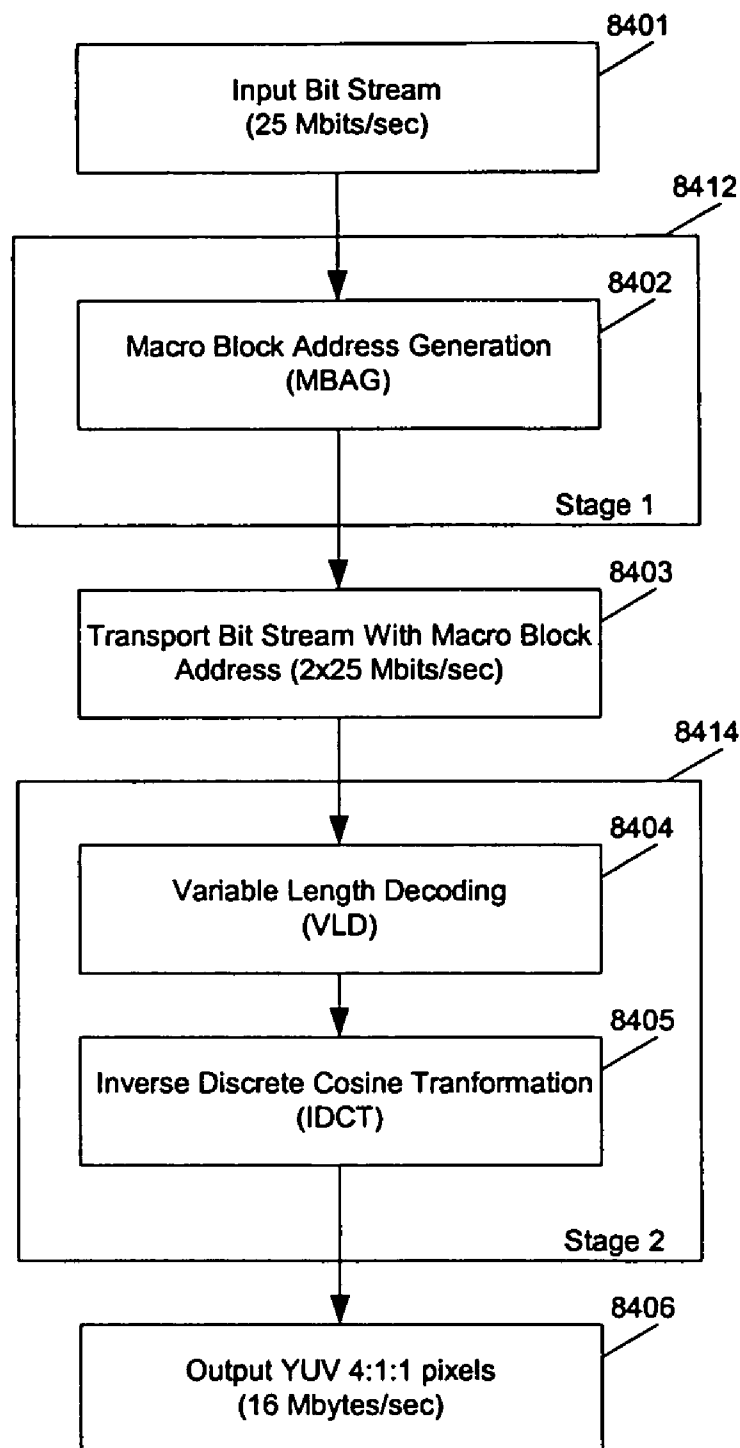 8401
Input Bit Stream
(25 Mbits/sec)
8412
8402
Macro Block Address Generation
(MBAG)
Stage 1
8403
Transport Bit Stream With Macro Block
Address (2x25 Mbits/sec)
8414
8404
Variable Length Decoding
(VLD)
8405
Inverse Discrete Cosine Tranformation
(IDCT)
Stage 2
8406
Output YUV 4:1:1 pixels
(16 Mbytes/sec)